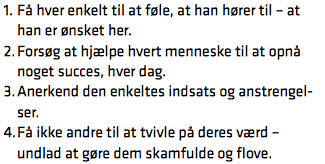 1. Få hver enkelt til at føle, at han hører til – at
han er ønsket her.
2. Forsøg at hjælpe hvert menneske til at opnå
noget succes, hver dag.
3. Anerkend den enkeltes indsats og anstrengel-
ser.
4. Få ikke andre til at tvivle på deres værd –
undlad at gøre dem skamfulde og flove.